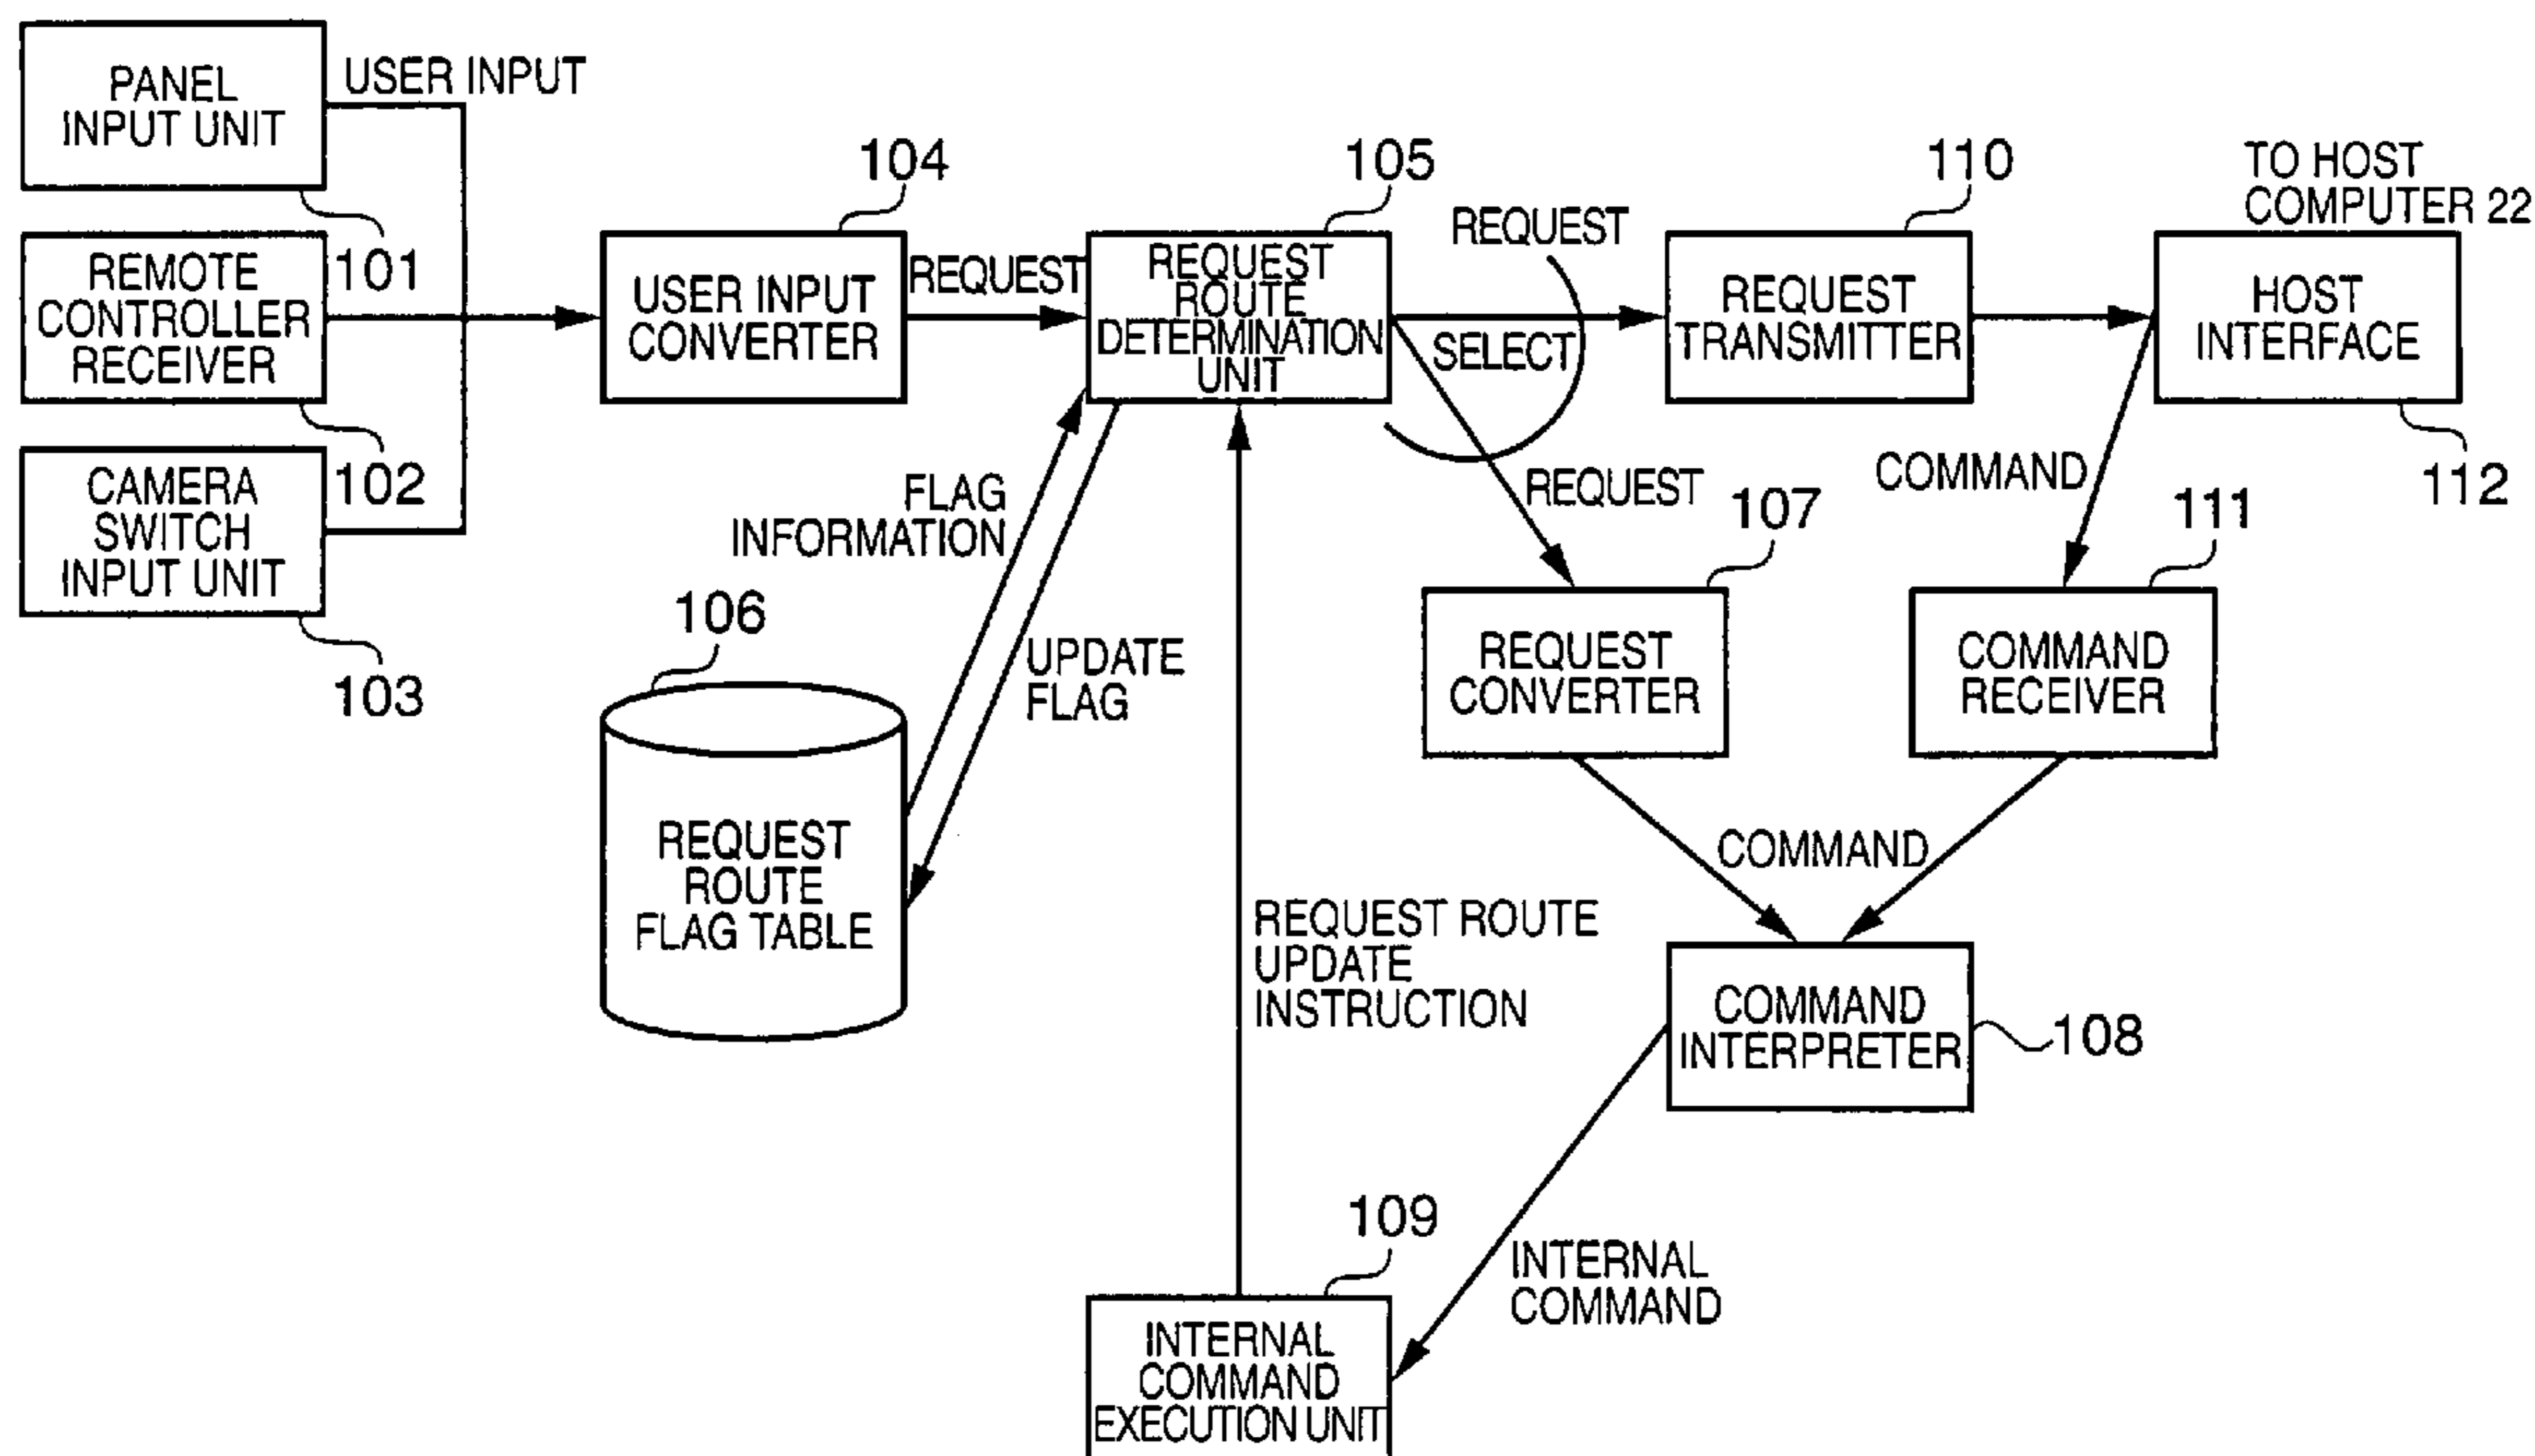 PANEL
INPUT UNIT
USER INPUT
101
REMOTE
CONTROLLER
RECEIVER
102
CAMERA
SWITCH
INPUT UNIT
103
104
USER INPUT
CONVERTER
REQUEST
105
REQUEST
ROUTE
DETERMINATION
UNIT
REQUEST
SELECT
REQUEST
110
REQUEST
TRANSMITTER
TO HOST
COMPUTER 22
HOST
INTERFACE
112
COMMAND
FLAG
INFORMATION
UPDATE
FLAG
106
REQUEST
ROUTE
FLAG TABLE
107
REQUEST
CONVERTER
111
COMMAND
RECEIVER
COMMAND
REQUEST ROUTE
UPDATE
INSTRUCTION
COMMAND
INTERPRETER
108
INTERNAL
COMMAND
109
INTERNAL
COMMAND
EXECUTION UNIT